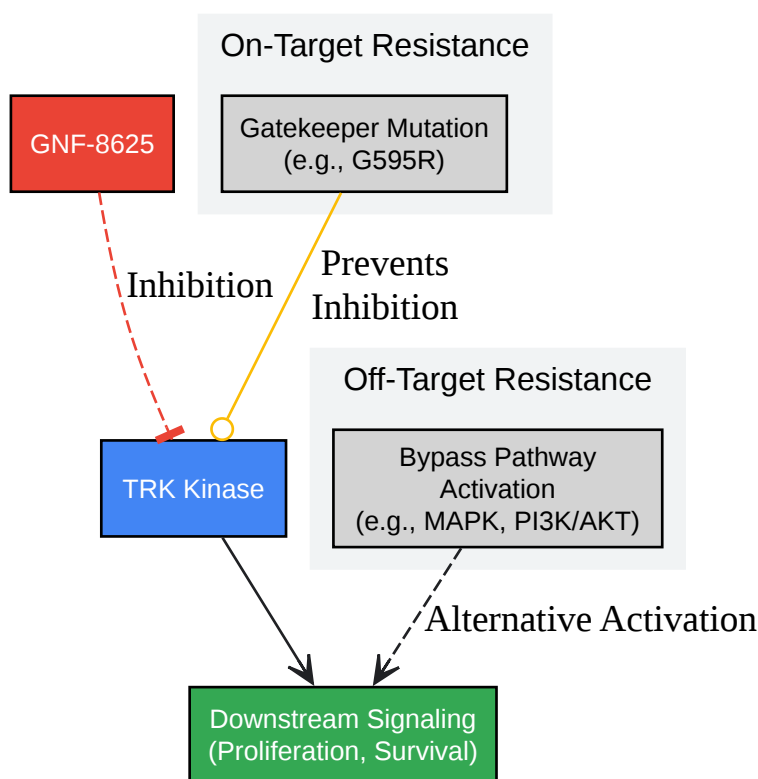 On-Target Resistance
GNF-8625
Gatekeeper Mutation
(e.g., G595R)
Inhibition
Prevents
Inhibition
Off-Target Resistance
TRK Kinase
Bypass Pathway
Activation
(e.g., MAPK, PI3K/AKT)
Alternative Activation
Downstream Signaling
(Proliferation, Survival)